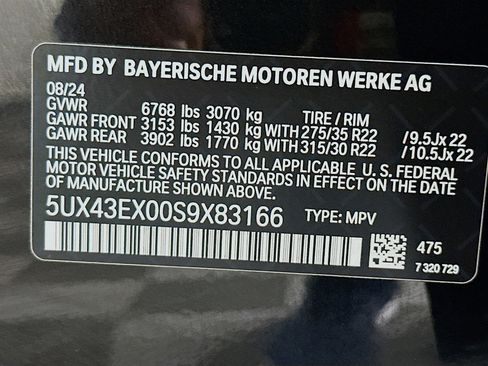 MFD BY BAYERISCHE MOTOREN WERKE AG
08/24
GVWR 6768 lbs 3070 kg TIRE / RIM
GAWR FRONT 3153 lbs 1430 kg WITH 275/35 R22 /9.5Jx22
GAWR REAR 3902 lbs 1770 kg WITH 315/30 R22 /10.5Jx22
THIS VEHICLE CONFORMS TO ALL APPLICABLE U. S. FEDERAL
MOTOR VEHICLE SAFETY STANDARDS IN EFFECT ON THE DATE
OF MANUFACTURE SHOWN ABOVE.
5UX43EX00S9X83166 TYPE: MPV
475
7 320 729